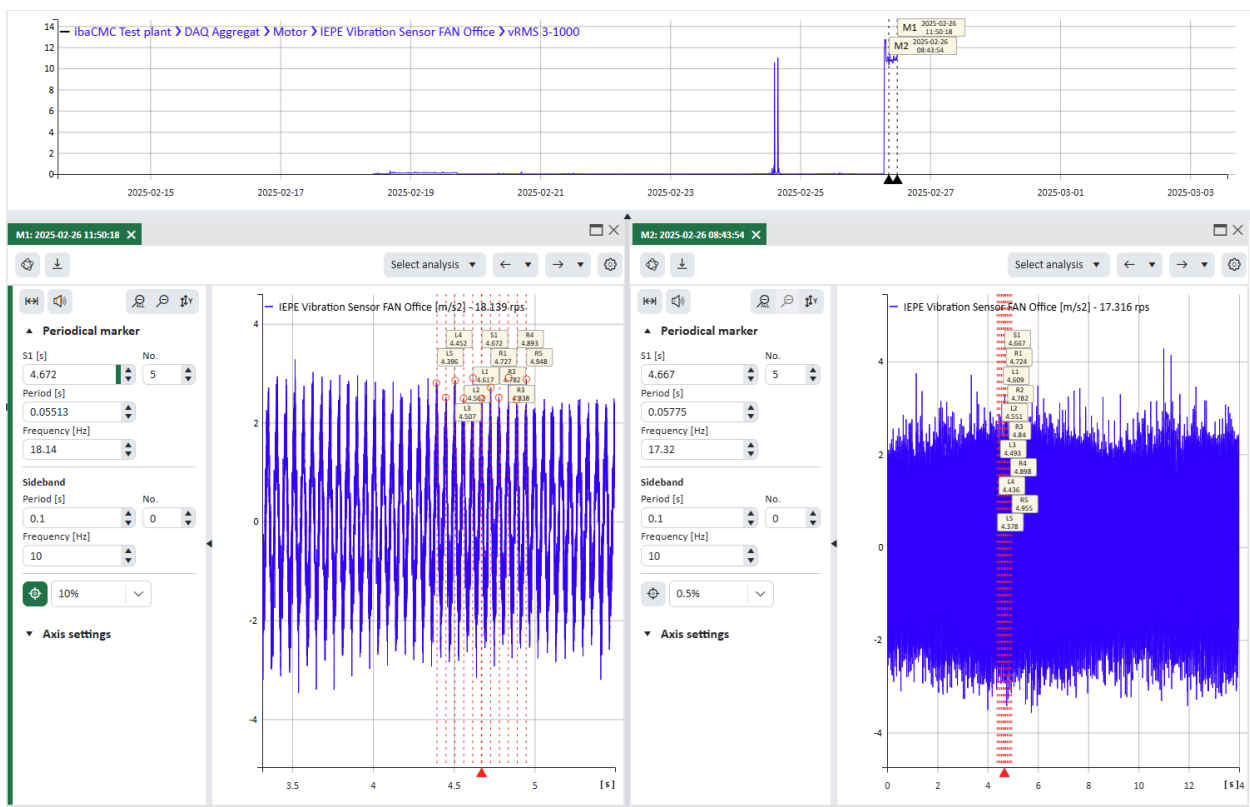 14
12
10
8
6
4
2
0
ibaCMC Test plant ❯ DAQ Aggregat ❯ Motor ❯ IEPE Vibration Sensor FAN Office ❯ vRMS 3-1000
M1 2025-02-26 11:50:18
M2 2025-02-26 08:43:54
2025-02-15 2025-02-17 2025-02-19 2025-02-21 2025-02-23 2025-02-25 2025-02-27 2025-03-01 2025-03-03
M1: 2025-02-26 11:50:18
Select analysis
Periodical marker
S1 [s] No.
4.672 5
Period [s]
0.05513
Frequency [Hz]
18.14
Sideband
Period [s] No.
0.1 0
Frequency [Hz]
10
10%
Axis settings
IEPE Vibration Sensor FAN Office [m/s2] - 18.139 rps
4
2
0
-2
-4
L4 4.452
S1 4.672
R4 4.893
L5 4.396
R1 4.727
R5 4.948
L1 4.617
R2 4.782
L2 4.562
R3 4.838
L3 4.507
3.5 4 4.5 5 [s]
M2: 2025-02-26 08:43:54
Select analysis
Periodical marker
S1 [s] No.
4.667 5
Period [s]
0.05775
Frequency [Hz]
17.32
Sideband
Period [s] No.
0.1 0
Frequency [Hz]
10
0.5%
Axis settings
IEPE Vibration Sensor FAN Office [m/s2] - 17.316 rps
4
2
0
-2
-4
S1 4.667
R1 4.724
L1 4.609
R2 4.782
L2 4.551
R3 4.84
L3 4.493
R4 4.898
L4 4.436
R5 4.955
L5 4.378
0 2 4 6 8 10 12 [s] 14